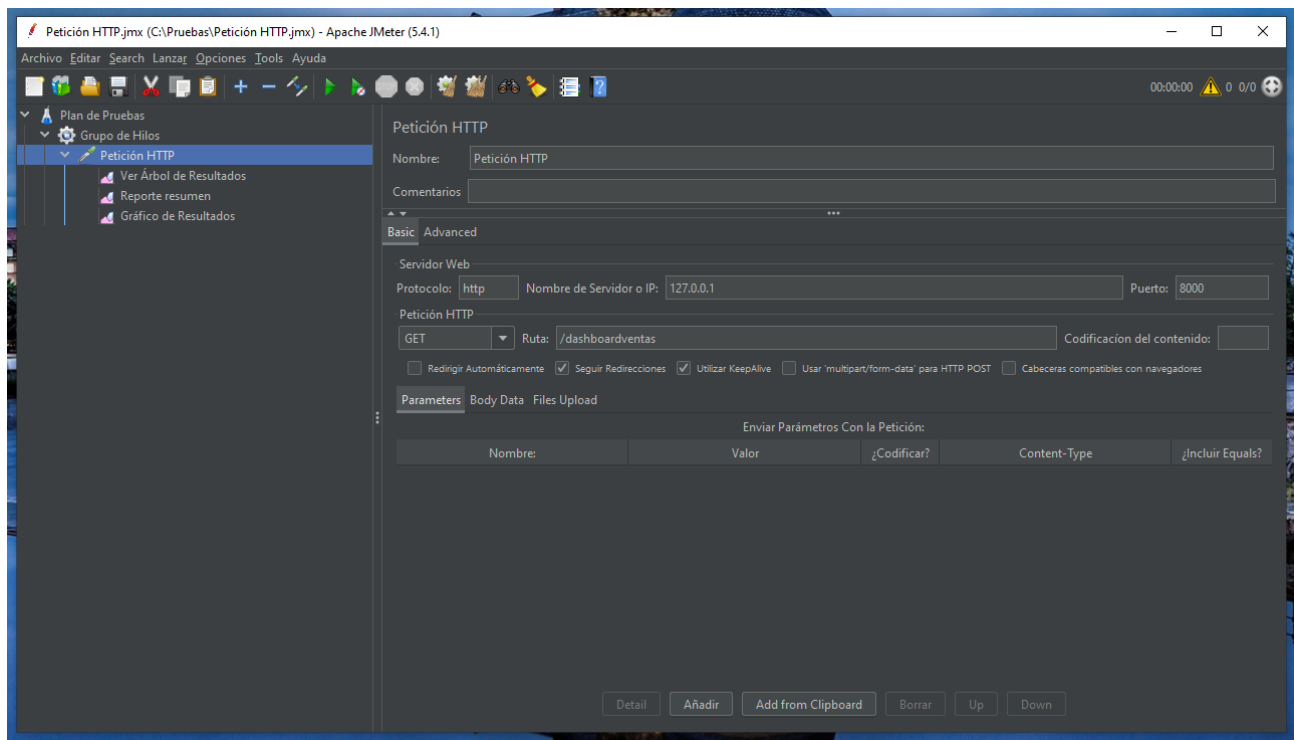 Petición HTTP.jmx (C:\Pruebas\Petición HTTP.jmx) - Apache JMeter (5.4.1)
Archivo Editar Search Lanzar Opciones Tools Ayuda
00:00:00 0 0/0
Plan de Pruebas
Grupo de Hilos
Petición HTTP
Ver Árbol de Resultados
Reporte resumen
Gráfico de Resultados
Petición HTTP
Nombre: Petición HTTP
Comentarios
Basic Advanced
Servidor Web
Protocolo: http Nombre de Servidor o IP: 127.0.0.1 Puerto: 8000
Petición HTTP
GET Ruta: /dashboardventas Codificacíon del contenido:
Redirigir Automáticamente Seguir Redirecciones Utilizar KeepAlive Usar 'multipart/form-data' para HTTP POST Cabeceras compatibles con navegadores
Parameters Body Data Files Upload
Enviar Parámetros Con la Petición:
Nombre: Valor ¿Codificar? Content-Type ¿Incluir Equals?
Detail Añadir Add from Clipboard Borrar Up Down